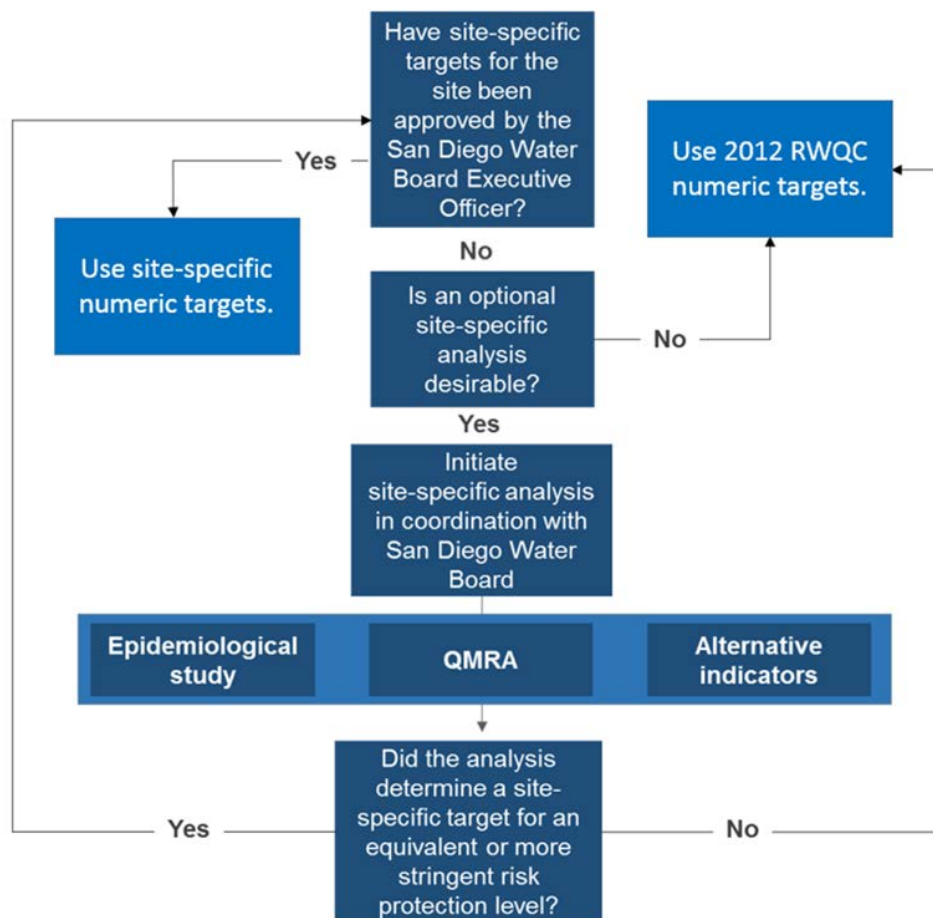 Have site-specific
targets for the
site been
approved by the
San Diego Water
Board Executive
Officer?
Yes
Use site-specific
numeric targets.
Use 2012 RWQC
numeric targets.
No
Is an optional
site-specific
analysis
desirable?
No
Yes
Initiate
site-specific analysis
in coordination with
San Diego Water
Board
Epidemiological
study
QMRA
Alternative
indicators
Did the analysis
determine a site-
specific target for an
equivalent or more
stringent risk
protection level?
Yes
No